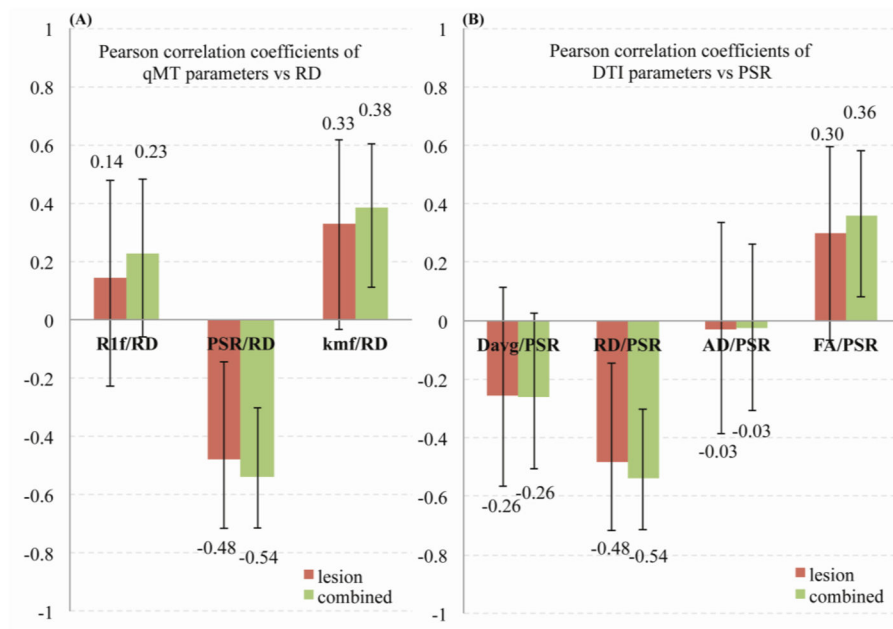 (A)
Pearson correlation coefficients of
qMT parameters vs RD
1
0.8
0.6
0.4
0.2
0
-0.2
-0.4
-0.6
-0.8
-1
0.14
0.23
0.33
0.38
R1f/RD
PSR/RD
kmf/RD
-0.48
-0.54
lesion
combined
(B)
Pearson correlation coefficients of
DTI parameters vs PSR
1
0.8
0.6
0.4
0.2
0
-0.2
-0.4
-0.6
-0.8
-1
0.30
0.36
Davg/PSR
RD/PSR
AD/PSR
FA/PSR
-0.26
-0.26
-0.48
-0.54
-0.03
-0.03
lesion
combined